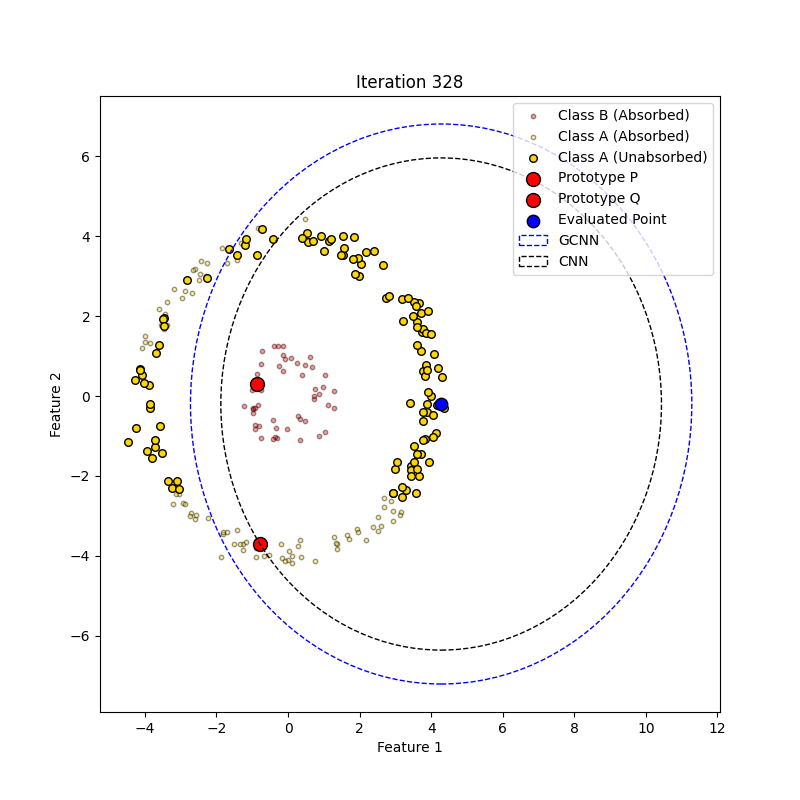 Iteration 328
Class B (Absorbed)
Class A (Absorbed)
Class A (Unabsorbed)
Prototype P
Prototype Q
Evaluated Point
GCNN
CNN
6
4
2
0
−2
−4
−6
Feature 2
−4
−2
0
2
4
6
8
10
12
Feature 1